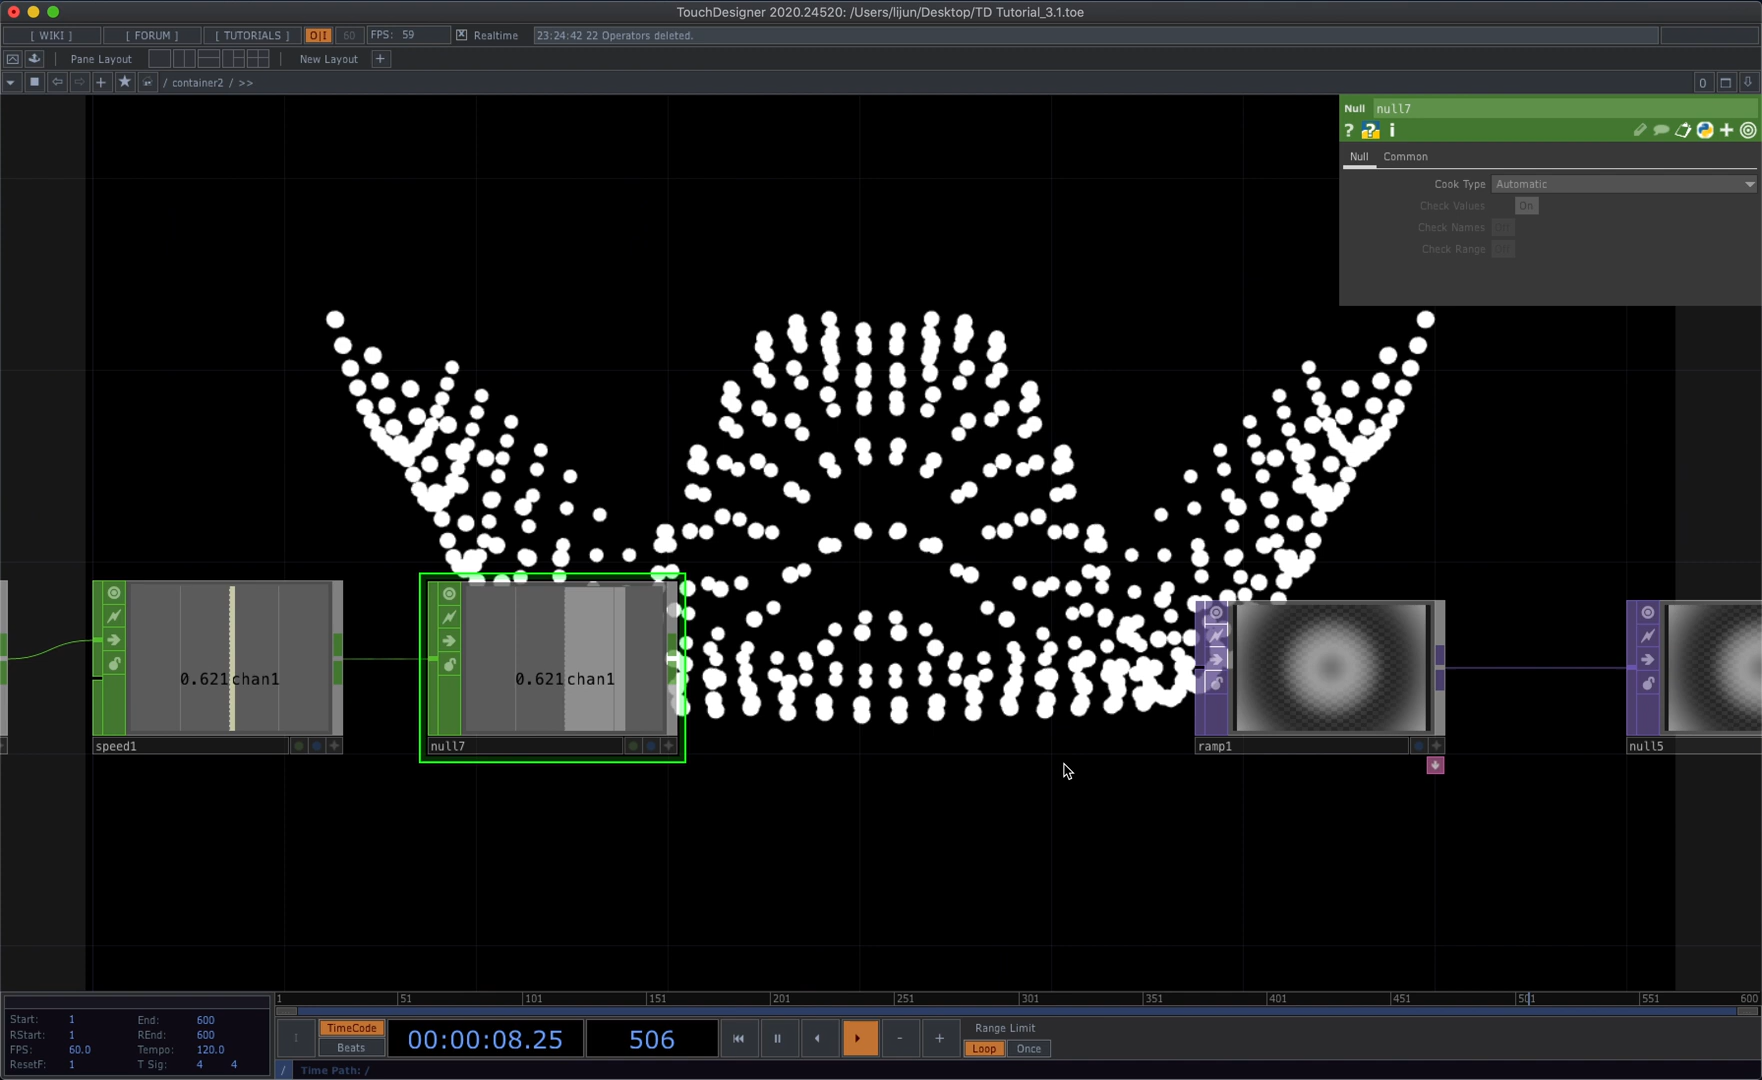 TouchDesigner 2020.24520: /Users/lijun/Desktop/TD Tutorial_3.1.toe
[ WIKI ] [ FORUM ] [ TUTORIALS ] O|I 60 FPS: 59 Realtime 23:24:42 22 Operators deleted.
Pane Layout New Layout +
/ container2 / >> 0
Null null7
? ? i
Null Common
Cook Type Automatic
Check Values On
Check Names
Check Range
0.621 chan1
0.621 chan1
speed1
null7
ramp1
null5
1 51 101 151 201 251 301 351 401 451 501 551 600
Start: 1 End: 600
RStart: 1 REnd: 600
FPS: 60.0 Tempo: 120.0
ResetF: 1 T Sig: 4 4
TimeCode
Beats
00:00:08.25
506
- +
Range Limit
Loop Once
/ Time Path: /